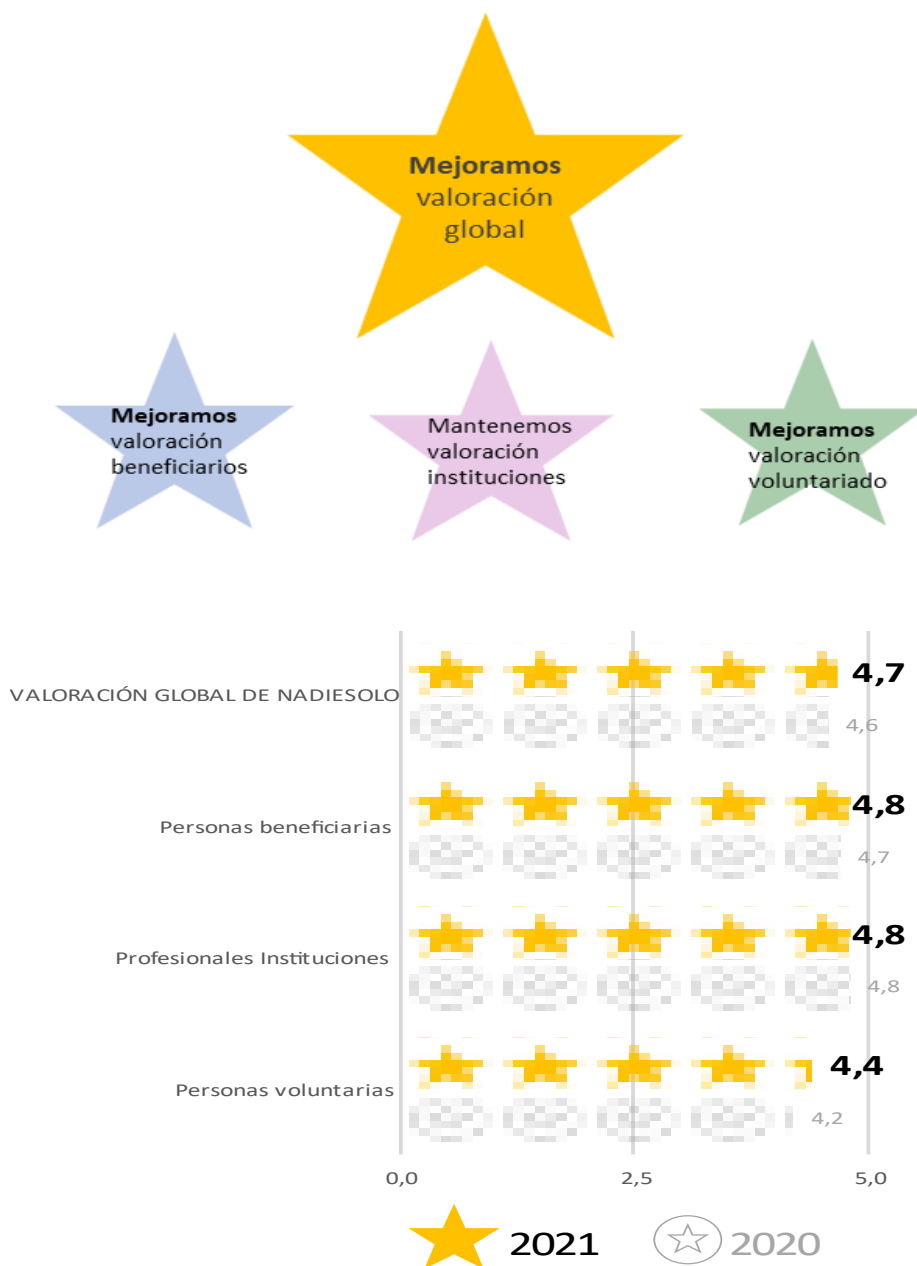 Mejoramos
valoración
global
Mejoramos
valoración
beneficiarios
Mantenemos
valoración
instituciones
Mejoramos
valoración
voluntariado
VALORACIÓN GLOBAL DE NADIESOLO
4,7
4,6
Personas beneficiarias
4,8
4,7
Profesionales Instituciones
4,8
4,8
Personas voluntarias
4,4
4,2
0,0 2,5 5,0
2021 2020